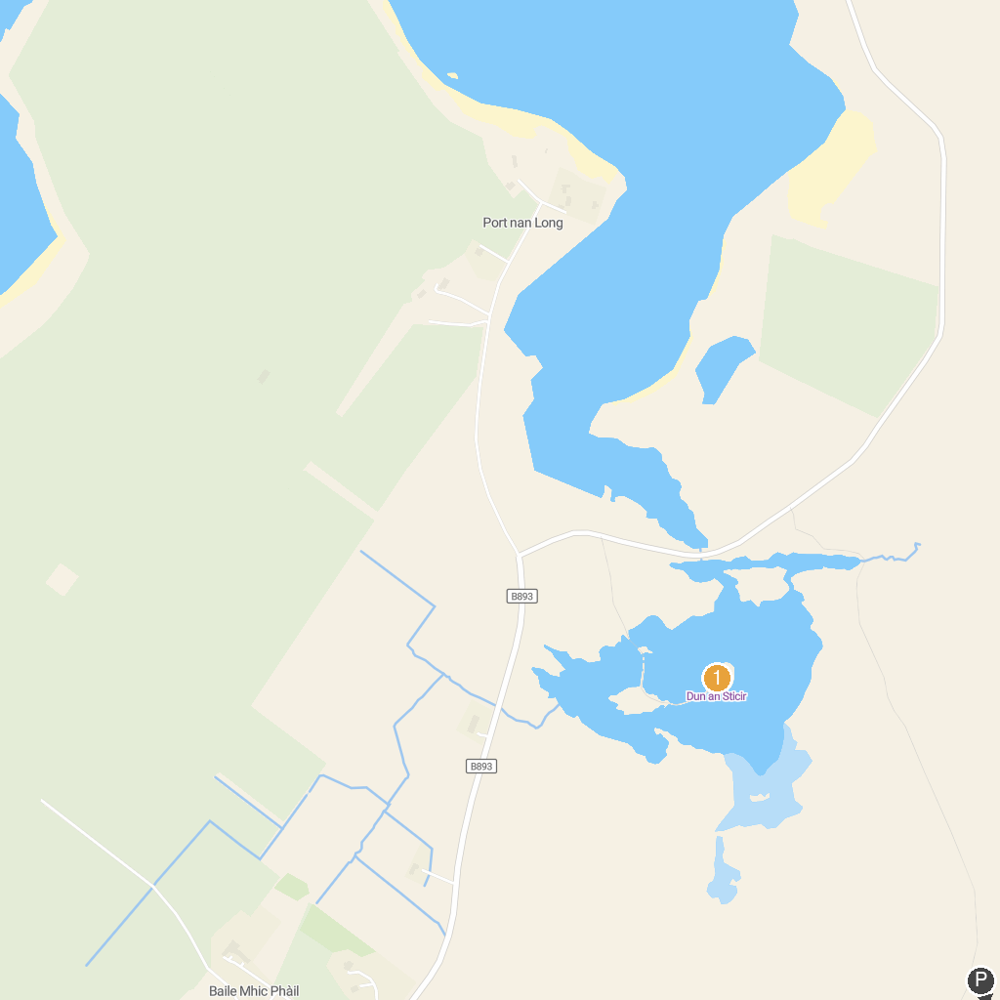 Port nan Long
B893
1
Dun an Sticir
B893
P
Baile Mhic Phàil